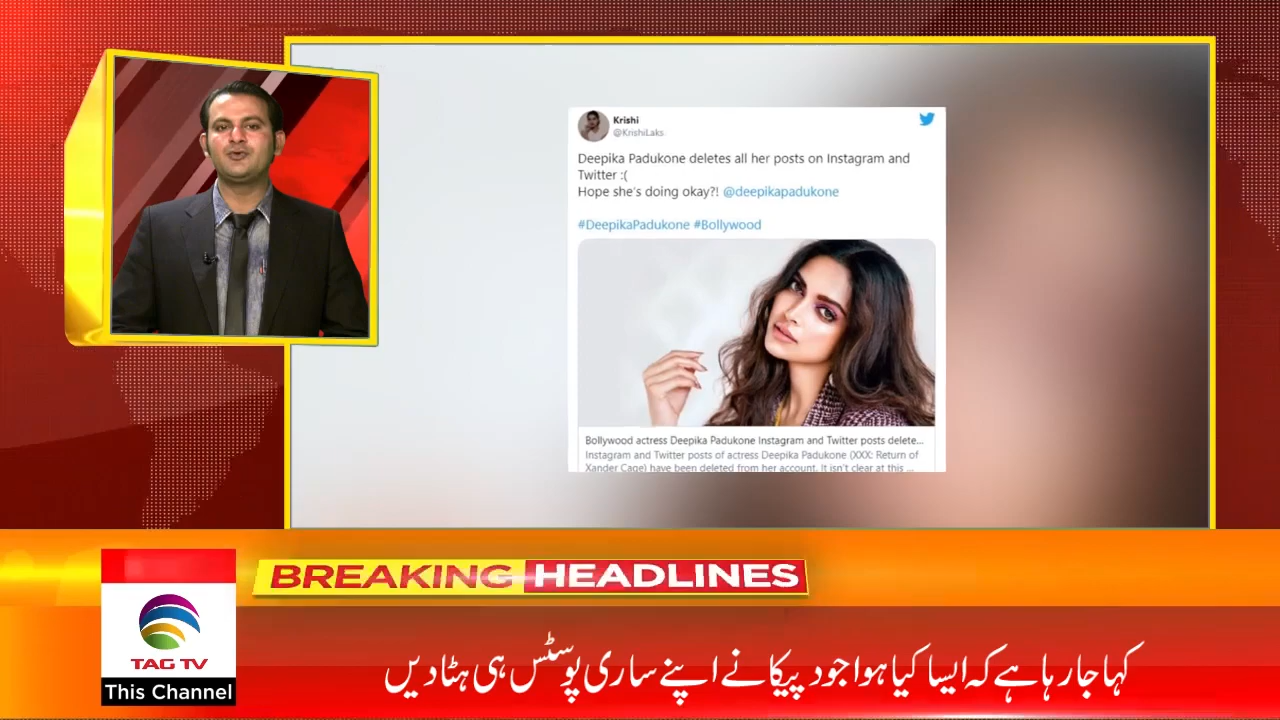 Krishi
@KrishiLaks
Deepika Padukone deletes all her posts on Instagram and
Twitter :(
Hope she's doing okay?! @deepikapadukone
#DeepikaPadukone #Bollywood
Bollywood actress Deepika Padukone Instagram and Twitter posts delete...
Instagram and Twitter posts of actress Deepika Padukone (XXX: Return of
Xander Cage) have been deleted from her account. It isn't clear at this ...
BREAKING HEADLINES
TAG TV
This Channel
کہا جا رہا ہے کہ ایسا کیا ہوا جو دیپکا نے اپنے ساری پوسٹس ہی ہٹا دیں